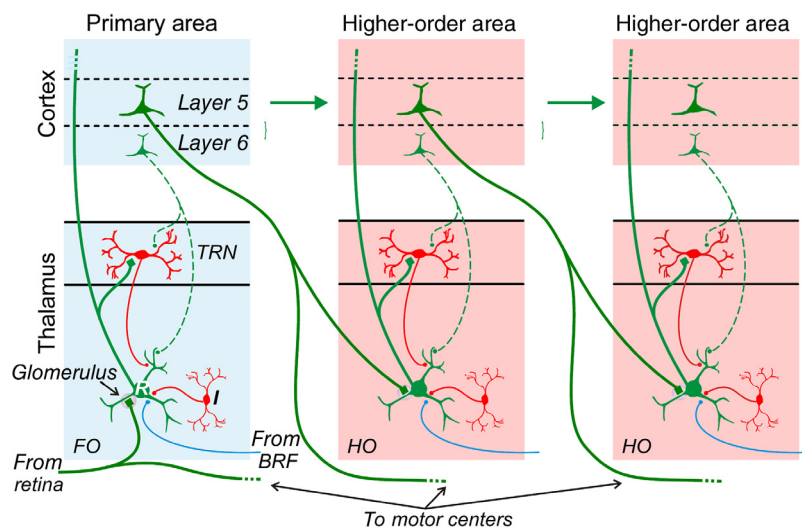 Primary area
Higher-order area
Higher-order area
Cortex
Layer 5
Layer 6
Thalamus
TRN
Glomerulus
R
I
FO
HO
HO
From
retina
From
BRF
To motor centers